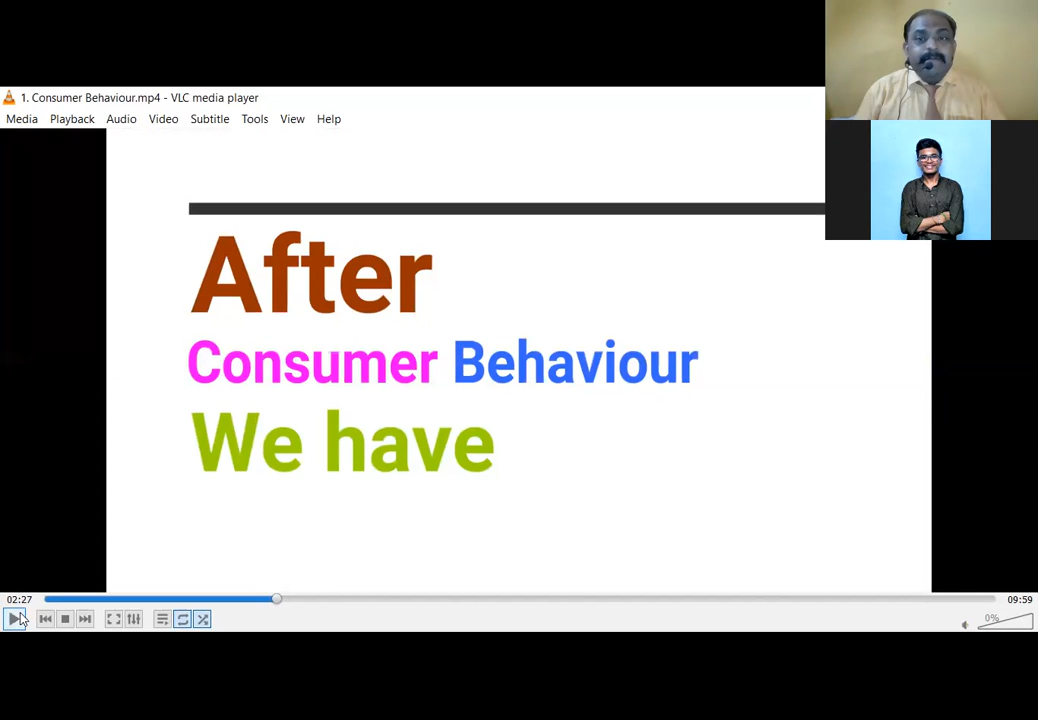 1. Consumer Behaviour.mp4 - VLC media player
Media Playback Audio Video Subtitle Tools View Help
After
Consumer Behaviour
We have
02:27 09:59
0%